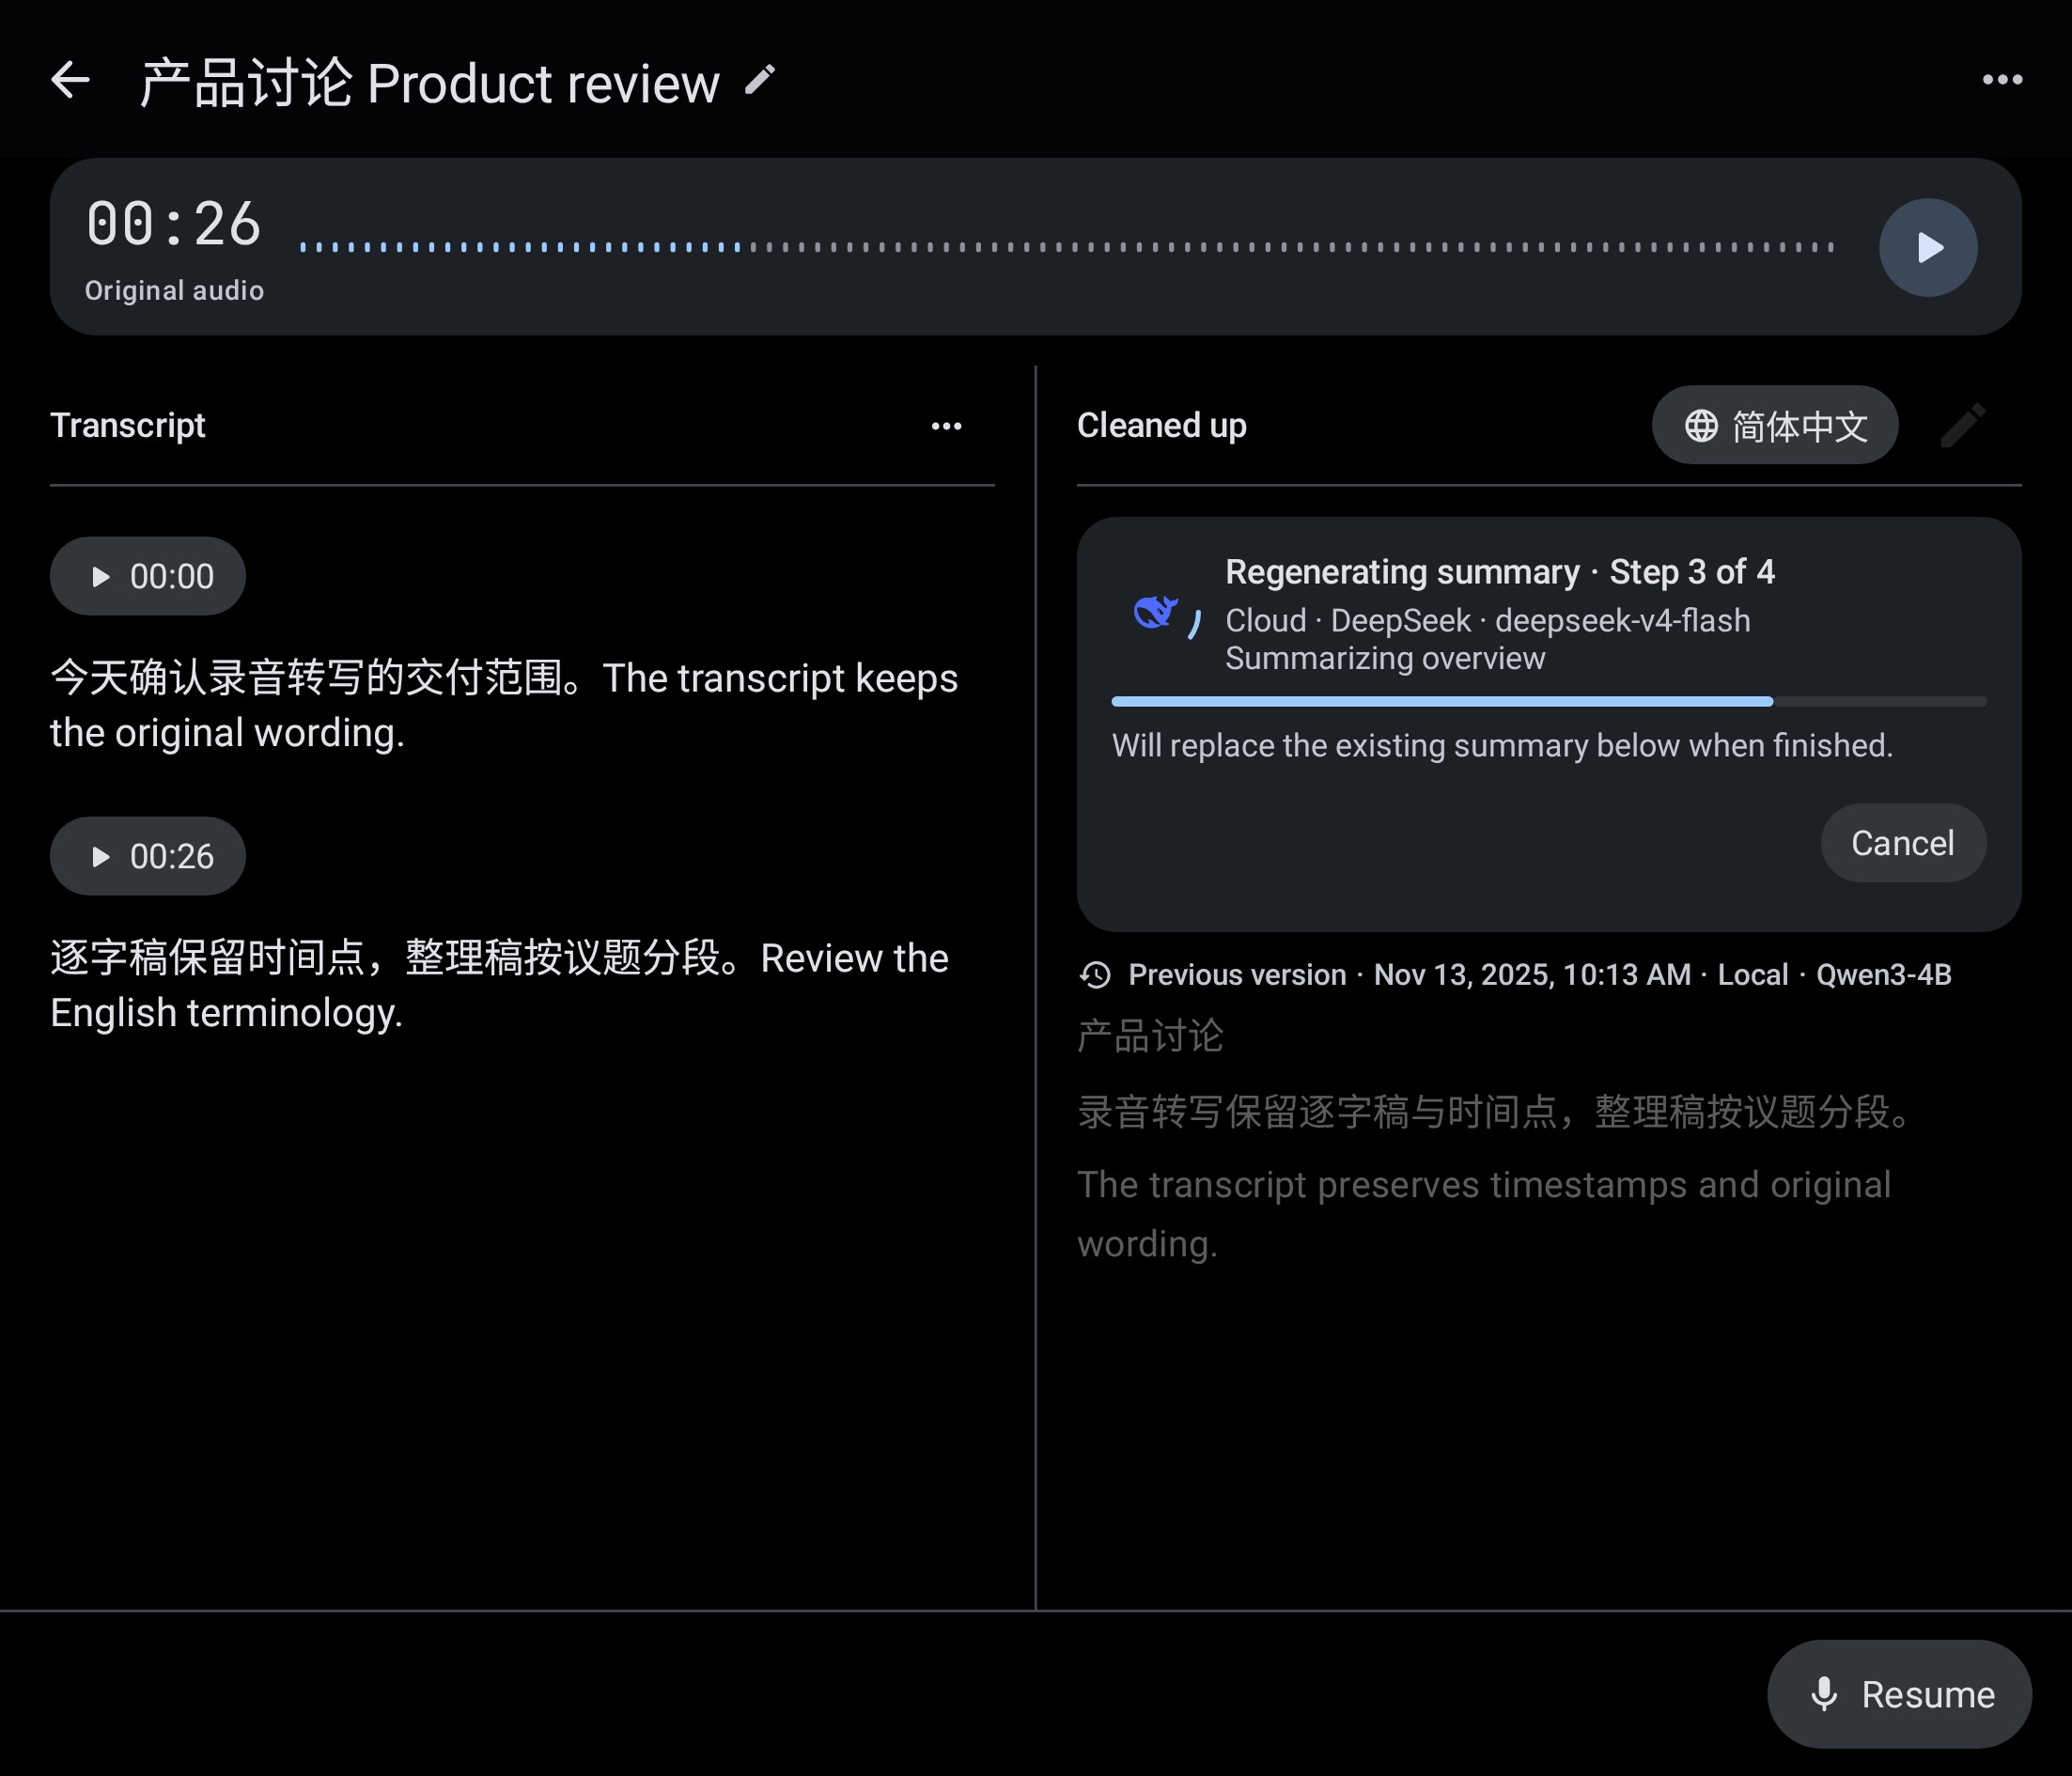 产品讨论 Product review
00:26
Original audio
Transcript
00:00
今天确认录音转写的交付范围。The transcript keeps
the original wording.
00:26
逐字稿保留时间点，整理稿按议题分段。Review the
English terminology.
Cleaned up
简体中文
Regenerating summary · Step 3 of 4
Cloud · DeepSeek · deepseek-v4-flash
Summarizing overview
Will replace the existing summary below when finished.
Cancel
Previous version · Nov 13, 2025, 10:13 AM · Local · Qwen3-4B
产品讨论
录音转写保留逐字稿与时间点，整理稿按议题分段。
The transcript preserves timestamps and original
wording.
Resume